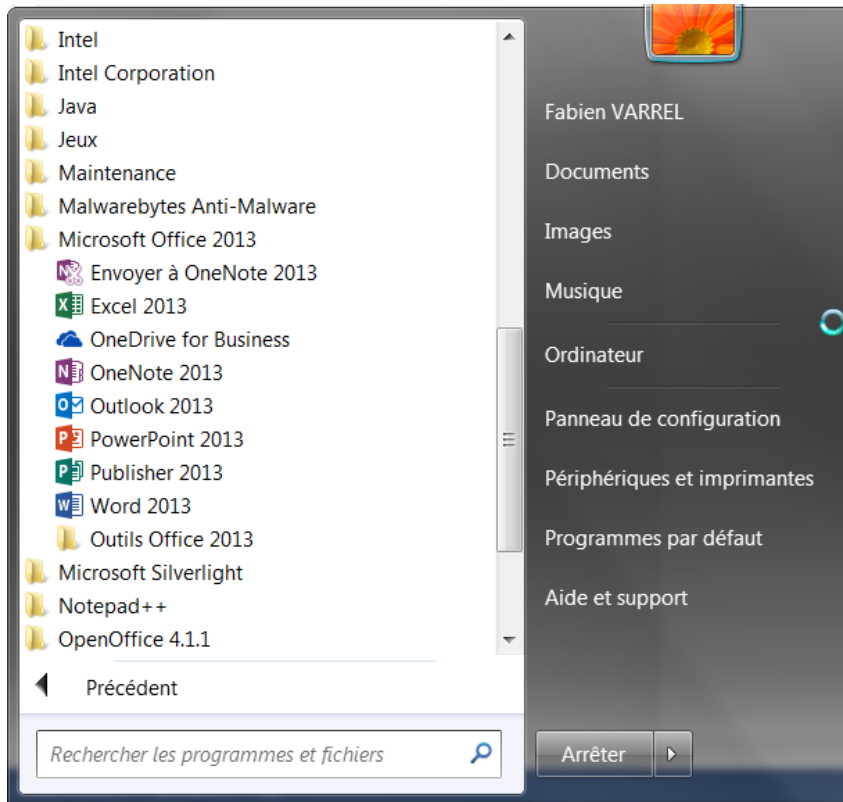 Intel
Intel Corporation
Java
Jeux
Maintenance
Malwarebytes Anti-Malware
Microsoft Office 2013
Envoyer à OneNote 2013
Excel 2013
OneDrive for Business
OneNote 2013
Outlook 2013
PowerPoint 2013
Publisher 2013
Word 2013
Outils Office 2013
Microsoft Silverlight
Notepad++
OpenOffice 4.1.1
Précédent
Rechercher les programmes et fichiers
Fabien VARREL
Documents
Images
Musique
Ordinateur
Panneau de configuration
Périphériques et imprimantes
Programmes par défaut
Aide et support
Arrêter